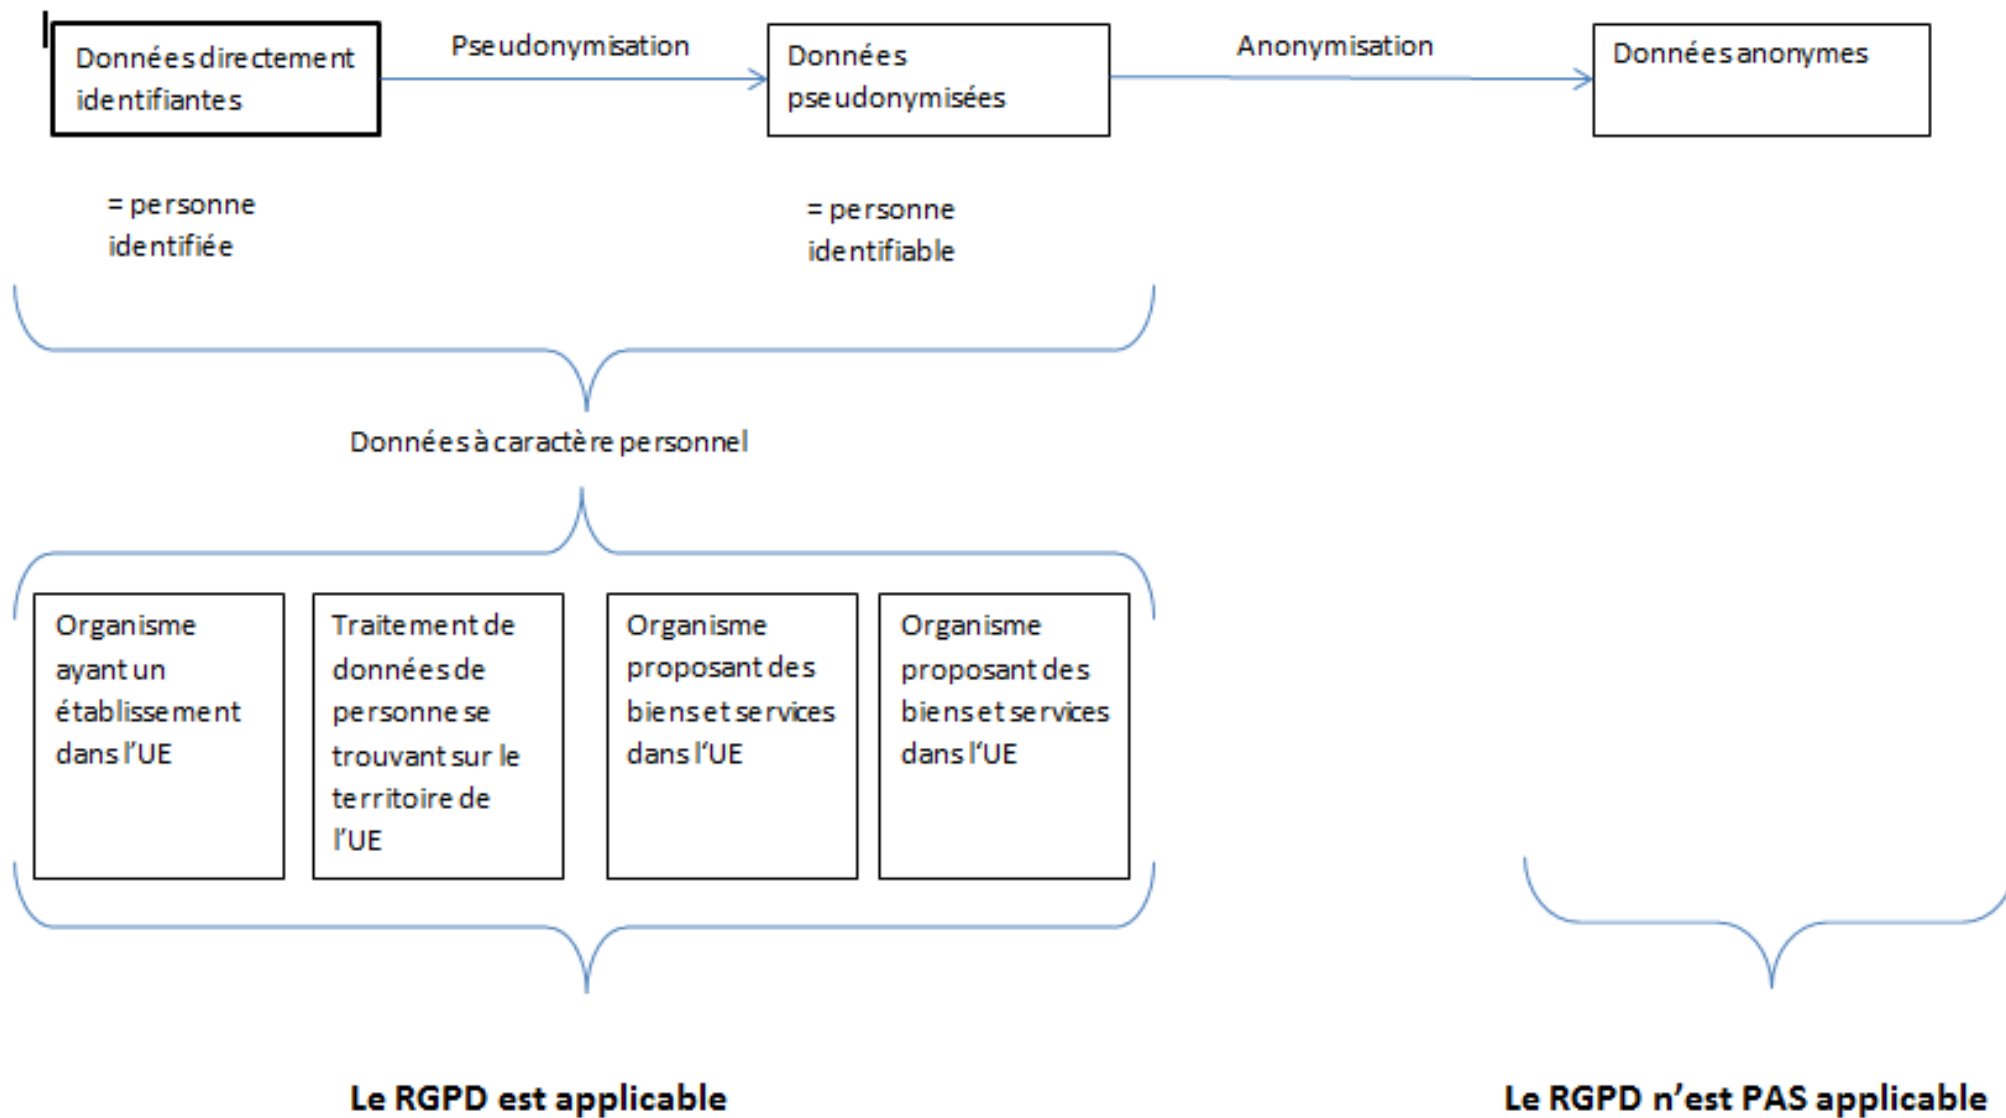 Données directement
identifiantes
Pseudonymisation
Données
pseudonymisées
Anonymisation
Données anonymes
= personne
identifiée
= personne
identifiable
Données à caractère personnel
Organisme
ayant un
établissement
dans l'UE
Traitement de
données de
personne se
trouvant sur le
territoire de
l'UE
Organisme
proposant des
biens et services
dans l'UE
Organisme
proposant des
biens et services
dans l'UE
Le RGPD est applicable
Le RGPD n'est PAS applicable